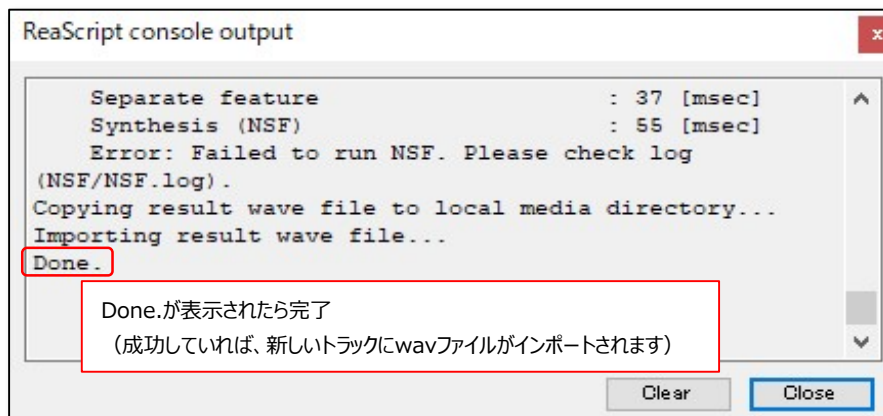 ReaScript console output
x
Separate feature : 37 [msec]
Synthesis (NSF) : 55 [msec]
Error: Failed to run NSF. Please check log
(NSF/NSF.log).
Copying result wave file to local media directory...
Importing result wave file...
Done.
Done.が表示されたら完了
（成功していれば、新しいトラックにwavファイルがインポートされます）
Clear
Close